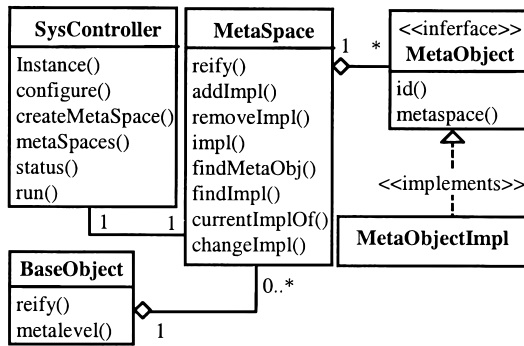 SysController
Instance()
configure()
createMetaSpace()
metaSpaces()
status()
run()
MetaSpace
reify()
addImpl()
removeImpl()
impl()
findMetaObj()
findImpl()
currentImplOf()
changeImpl()
1
*
<<inferface>>
MetaObject
id()
metaspace()
<<implements>>
MetaObjectImpl
1
1
BaseObject
reify()
metalevel()
1
0..*